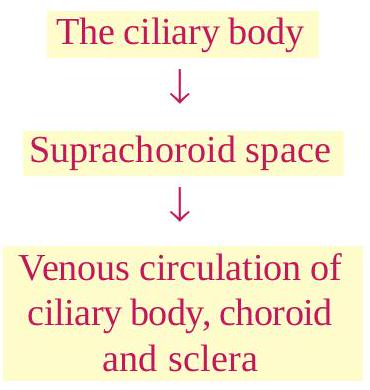 The ciliary body
Suprachoroid space
Venous circulation of
ciliary body, choroid
and sclera